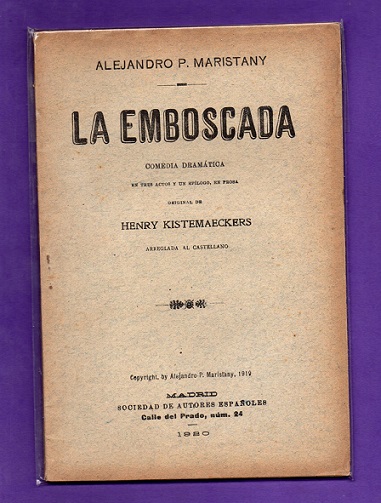 ALEJANDRO P. MARISTANY
LA EMBOSCADA
COMEDIA DRAMÁTICA
EN TRES ACTOS Y UN EPÍLOGO, EN PROSA
ORIGINAL DE
HENRY KISTEMAECKERS
ARREGLADA AL CASTELLANO
Copyright, by Alejandro P. Maristany, 1919
MADRID
SOCIEDAD DE AUTORES ESPAÑOLES
Calle del Prado, núm. 24
1920